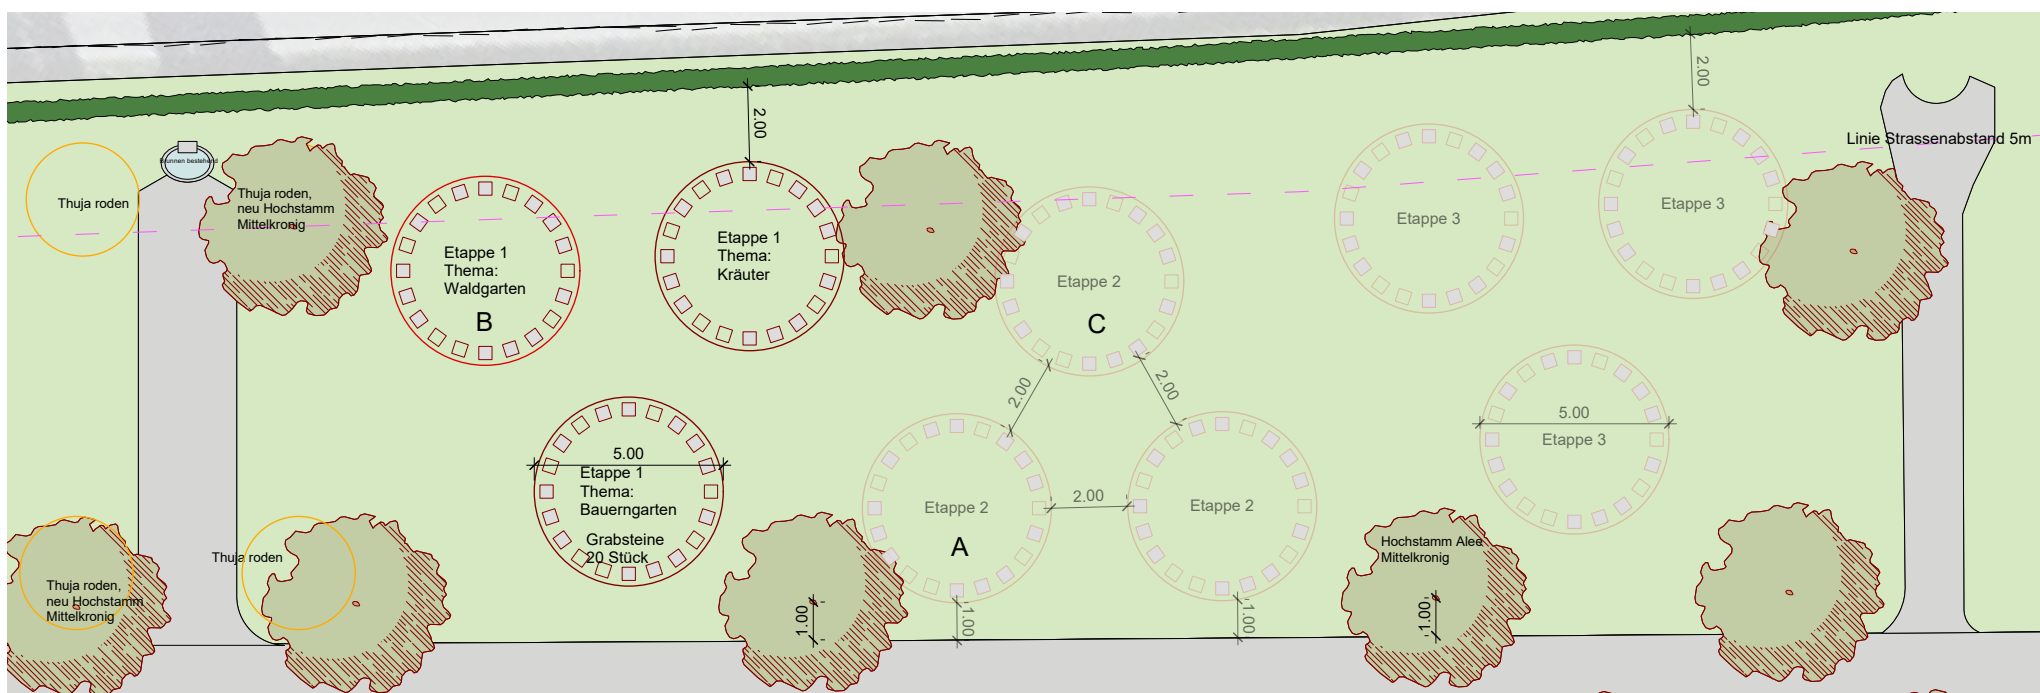 2.00
2.00
Linie Strassenabstand 5m
Brunnen bestehend
Thuja roden
Thuja roden,
neu Hochstamm
Mittelkronig
Etappe 1
Thema:
Waldgarten
B
Etappe 1
Thema:
Kräuter
Etappe 2
C
Etappe 3
Etappe 3
2.00
2.00
5.00
Etappe 1
Thema:
Bauerngarten
Grabsteine
20 Stück
Etappe 2
A
2.00
Etappe 2
5.00
Etappe 3
Thuja roden
Thuja roden,
neu Hochstamm
Mittelkronig
Hochstamm Alee
Mittelkronig
1.00
1.00
1.00
1.00